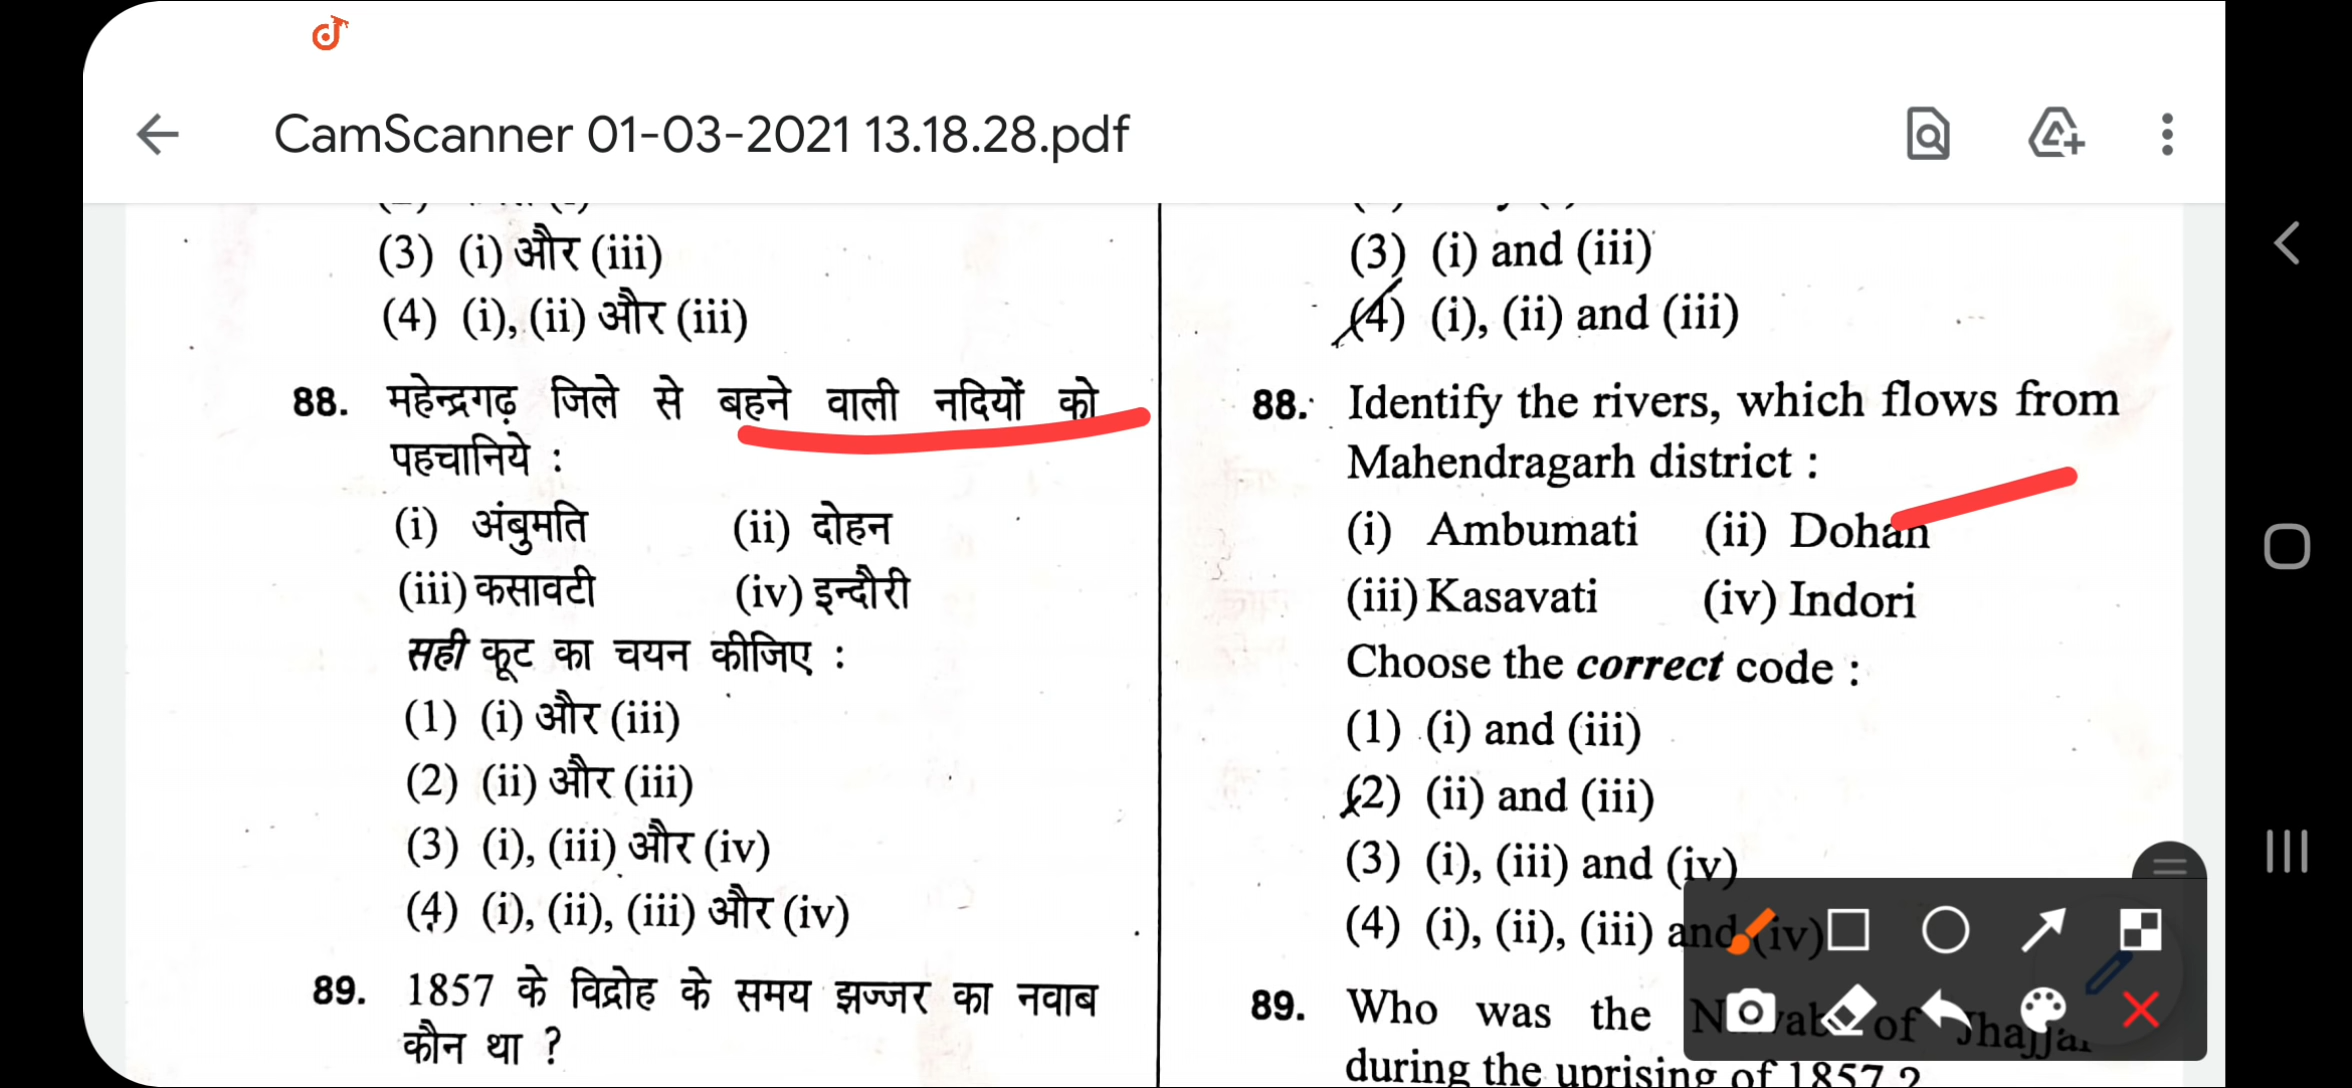 CamScanner 01-03-2021 13.18.28.pdf
(3) (i) और (iii)
(4) (i), (ii) और (iii)
88. महेन्द्रगढ़ जिले से बहने वाली नदियों को
पहचानिये :
(i) अंबुमति (ii) दोहन
(iii) कसावटी (iv) इन्दौरी
सही कूट का चयन कीजिए :
(1) (i) और (iii)
(2) (ii) और (iii)
(3) (i), (iii) और (iv)
(4) (i), (ii), (iii) और (iv)
89. 1857 के विद्रोह के समय झज्जर का नवाब
कौन था ?
(3) (i) and (iii)
(4) (i), (ii) and (iii)
88. Identify the rivers, which flows from
Mahendragarh district :
(i) Ambumati (ii) Dohan
(iii) Kasavati (iv) Indori
Choose the correct code :
(1) (i) and (iii)
(2) (ii) and (iii)
(3) (i), (iii) and (iv)
(4) (i), (ii), (iii) and (iv)
89. Who was the of Jhajjar
during the uprising of 1857 ?